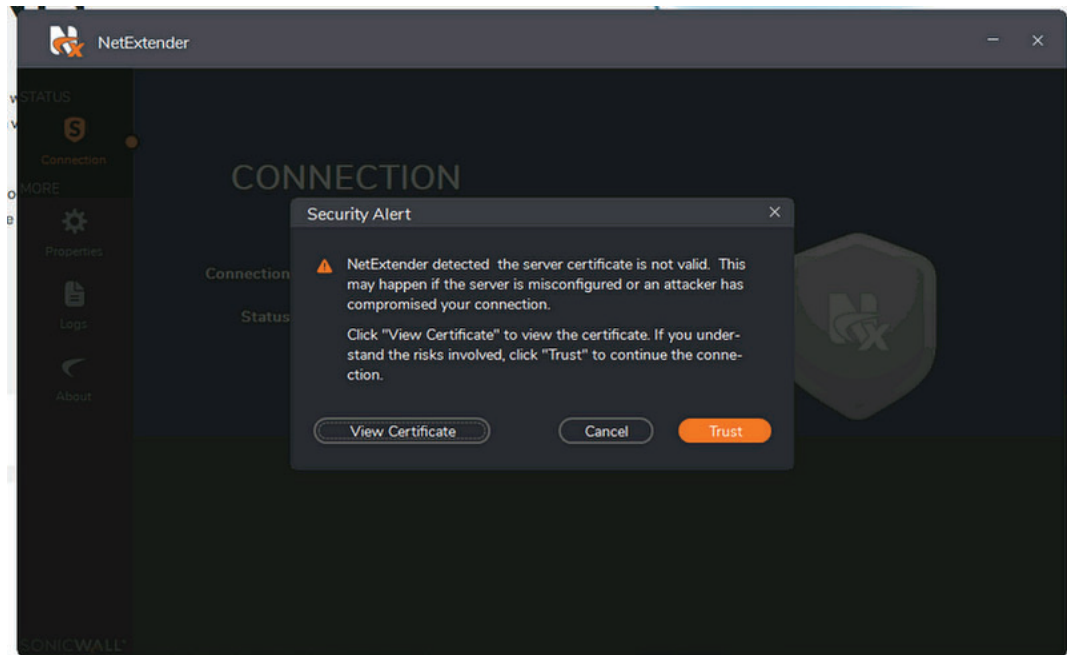 NetExtender
STATUS
Connection
MORE
Properties
Logs
About
SONICWALL
CONNECTION
Connection
Status
Security Alert
NetExtender detected the server certificate is not valid. This
may happen if the server is misconfigured or an attacker has
compromised your connection.
Click "View Certificate" to view the certificate. If you under-
stand the risks involved, click "Trust" to continue the conne-
ction.
View Certificate
Cancel
Trust